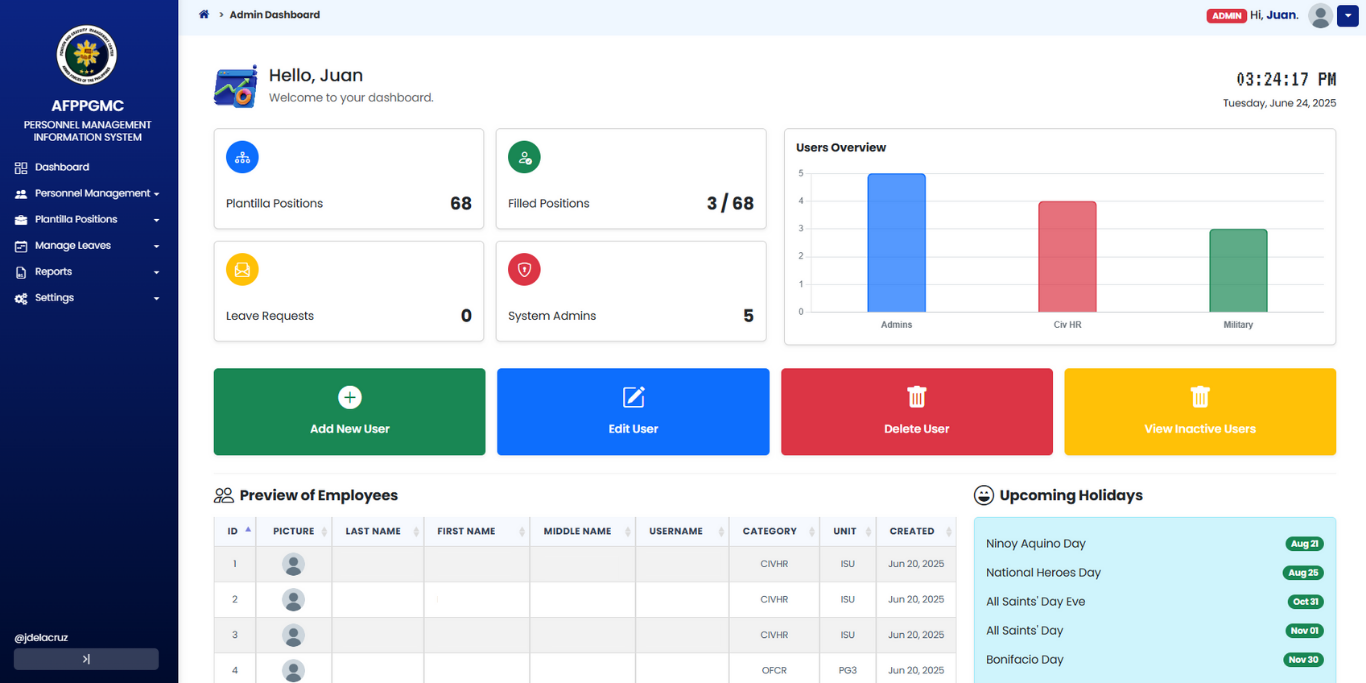 AFPPGMC
PERSONNEL MANAGEMENT
INFORMATION SYSTEM
Dashboard
Personnel Management
Plantilla Positions
Manage Leaves
Reports
Settings
@jdelacruz
>|
> Admin Dashboard
ADMIN Hi, Juan.
Hello, Juan
Welcome to your dashboard.
03:24:17 PM
Tuesday, June 24, 2025
Plantilla Positions 68
Filled Positions 3 / 68
Leave Requests 0
System Admins 5
Users Overview
5
4
3
2
1
0
Admins Civ HR Military
Add New User
Edit User
Delete User
View Inactive Users
Preview of Employees
ID PICTURE LAST NAME FIRST NAME MIDDLE NAME USERNAME CATEGORY UNIT CREATED
1 CIVHR ISU Jun 20, 2025
2 CIVHR ISU Jun 20, 2025
3 CIVHR ISU Jun 20, 2025
4 OFCR PG3 Jun 20, 2025
Upcoming Holidays
Ninoy Aquino Day Aug 21
National Heroes Day Aug 25
All Saints' Day Eve Oct 31
All Saints' Day Nov 01
Bonifacio Day Nov 30